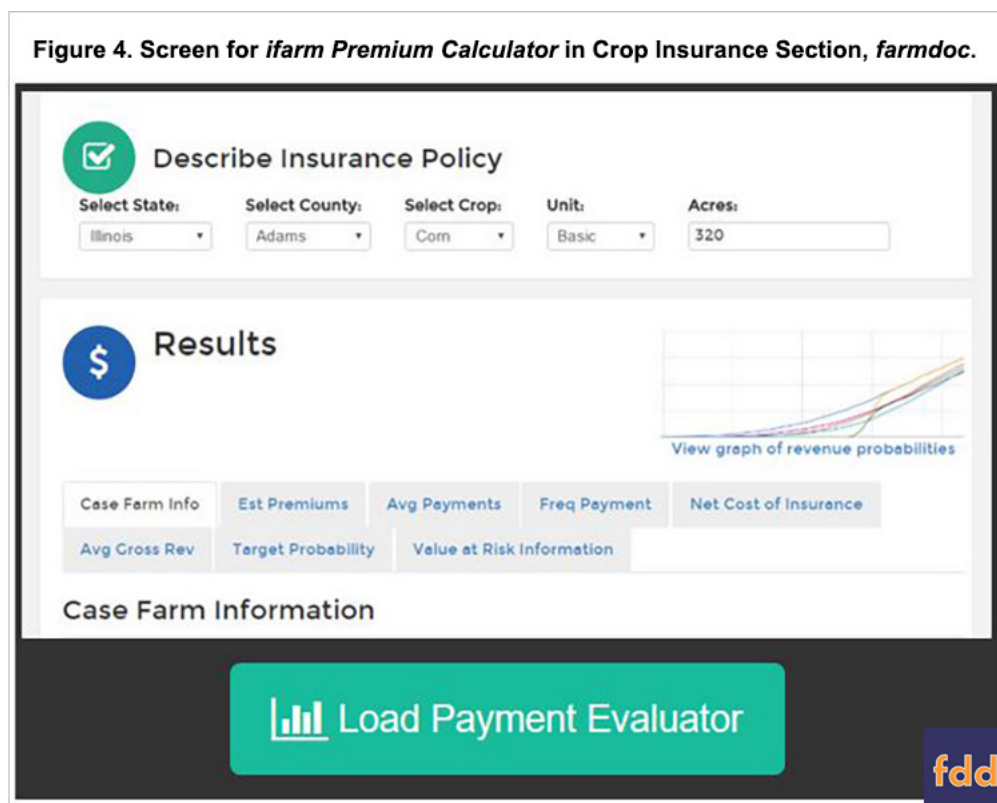 Figure 4. Screen for ifarm Premium Calculator in Crop Insurance Section, farmdoc.
Describe Insurance Policy
Select State: Select County: Select Crop: Unit: Acres:
Illinois Adams Corn Basic 320
$ Results
View graph of revenue probabilities
Case Farm Info Est Premiums Avg Payments Freq Payment Net Cost of Insurance
Avg Gross Rev Target Probability Value at Risk Information
Case Farm Information
Load Payment Evaluator
fdd